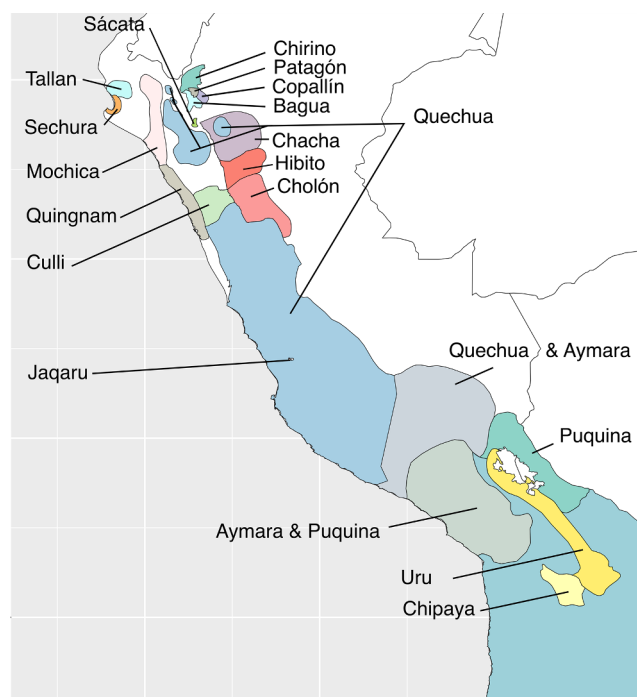 Sácata
Chirino
Patagón
Tallan
Copallín
Bagua
Quechua
Sechura
Chacha
Hibito
Mochica
Cholón
Quingnam
Culli
Quechua & Aymara
Jaqaru
Puquina
Aymara & Puquina
Uru
Chipaya